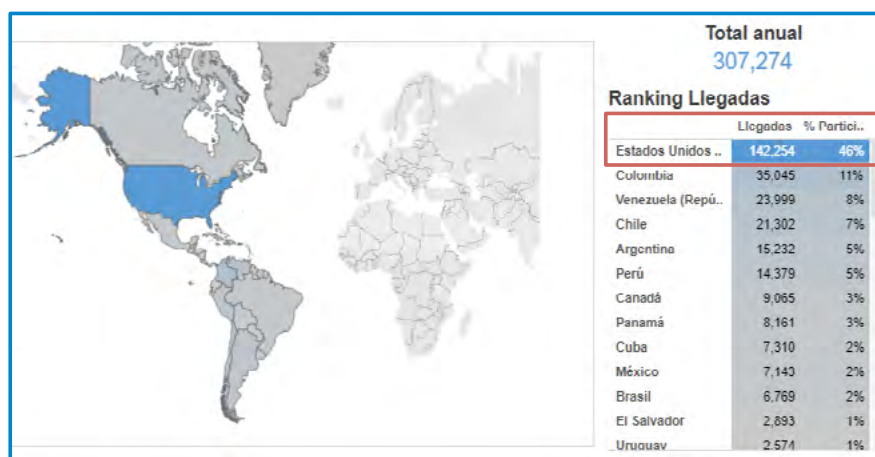 Total anual
307,274
Ranking Llegadas
Llegadas % Partici..
Estados Unidos .. 142,254 46%
Colombia 35,045 11%
Venezuela (Repú.. 23,999 8%
Chile 21,302 7%
Argentina 15,232 5%
Perú 14,379 5%
Canadá 9,065 3%
Panamá 8,161 3%
Cuba 7,310 2%
México 7,143 2%
Brasil 6,769 2%
El Salvador 2,893 1%
Uruguay 2,574 1%